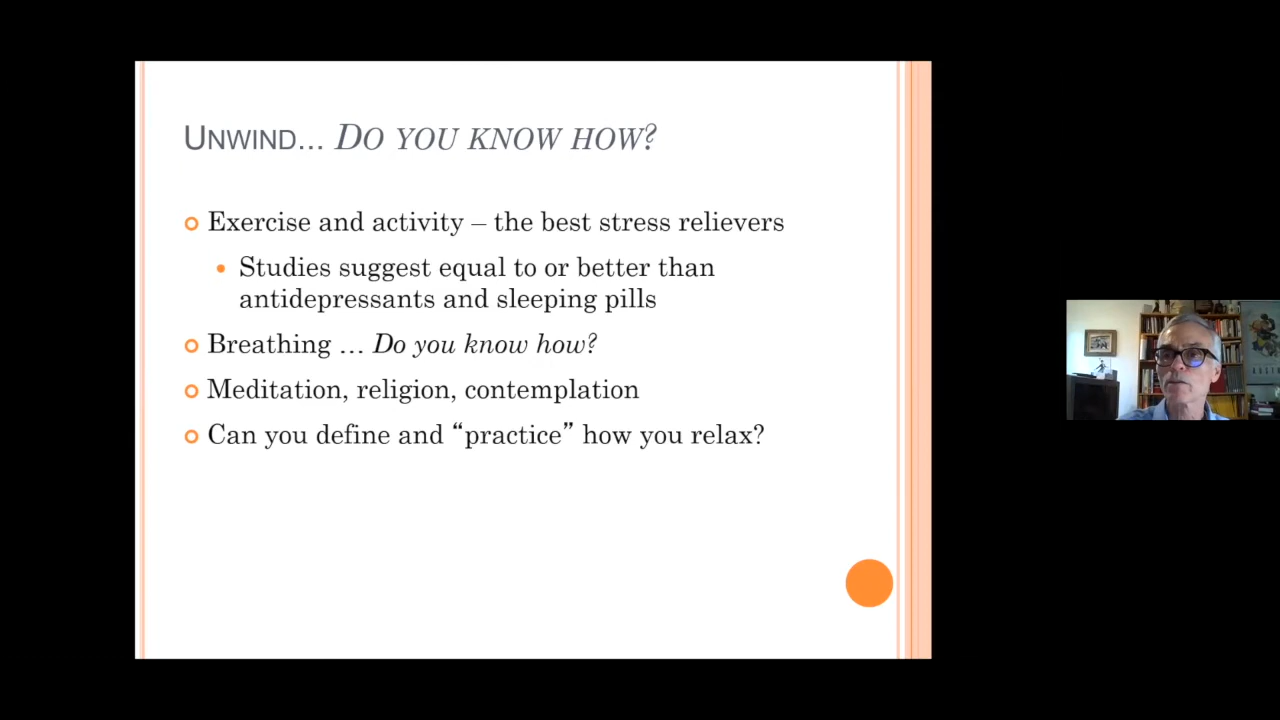 Unwind... Do you know how?
Exercise and activity – the best stress relievers
Studies suggest equal to or better than
antidepressants and sleeping pills
Breathing … Do you know how?
Meditation, religion, contemplation
Can you define and “practice” how you relax?